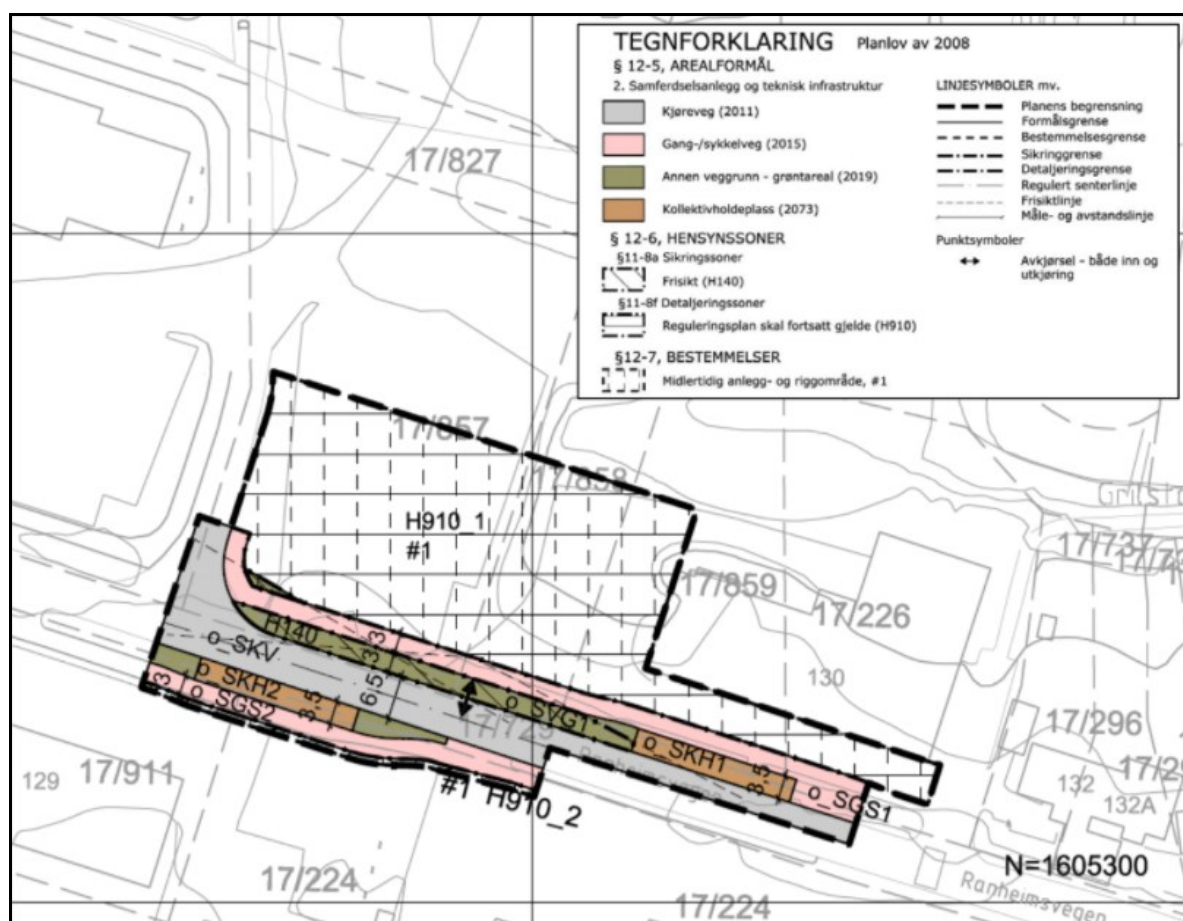 TEGNFORKLARING Planlov av 2008
§ 12-5, AREALFORMÅL
2. Samferdselsanlegg og teknisk infrastruktur
Kjøreveg (2011)
Gang-/sykkelveg (2015)
Annen veggrunn - grøntareal (2019)
Kollektivholdeplass (2073)
§ 12-6, HENSYNSSONER
§11-8a Sikringssoner
Frisikt (H140)
§11-8f Detaljeringssoner
Reguleringsplan skal fortsatt gjelde (H910)
§12-7, BESTEMMELSER
Midlertidig anlegg- og riggområde, #1
LINJESYMBOLER mv.
Planens begrensning
Formålsgrense
Bestemmelsesgrense
Sikringgrense
Detaljeringsgrense
Regulert senterlinje
Frisiktlinje
Måle- og avstandslinje
Punktsymboler
Avkjørsel - både inn og
utkjøring
17/827
17/857
17/858
H910_1
#1
17/859
17/226
17/737
130
17/296
132
132A
H140
3,3
o_SKV
6,5
o_SKH2
3
o_SGS2
3,5
o_SVG1
17/729
o_SKH1
3,5
o_SGS1
Ranheimsvegen
129
17/911
#1 H910_2
17/224
17/224
N=1605300
Ranheimsvegen